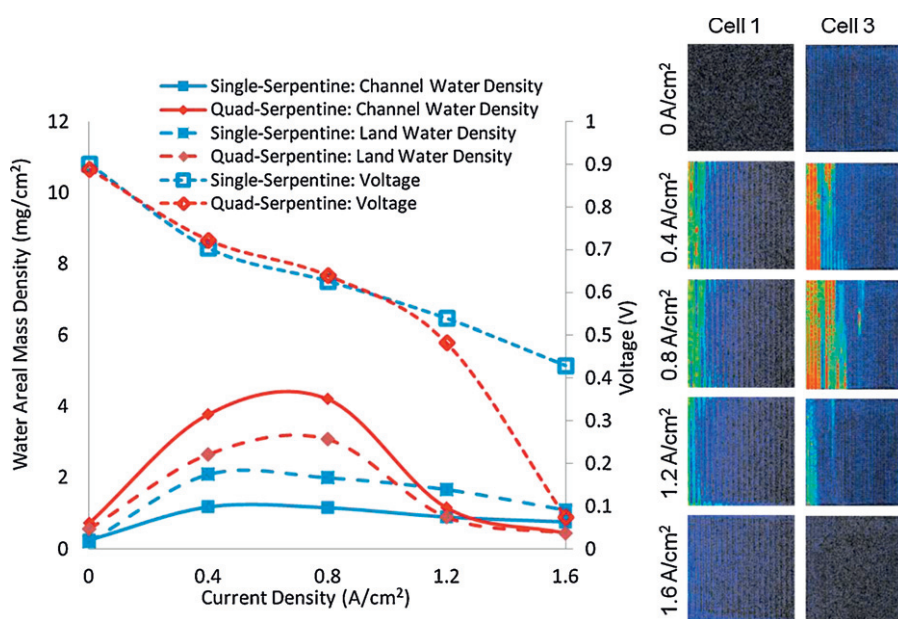 Cell 1 Cell 3
Single-Serpentine: Channel Water Density
Quad-Serpentine: Channel Water Density
Single-Serpentine: Land Water Density
Quad-Serpentine: Land Water Density
Single-Serpentine: Voltage
Quad-Serpentine: Voltage
Water Areal Mass Density (mg/cm²)
12
10
8
6
4
2
0
0 0.4 0.8 1.2 1.6
Current Density (A/cm²)
1
0.9
0.8
0.7
0.6
0.5
0.4
0.3
0.2
0.1
0
Voltage (V)
0 A/cm²
0.4 A/cm²
0.8 A/cm²
1.2 A/cm²
1.6 A/cm²